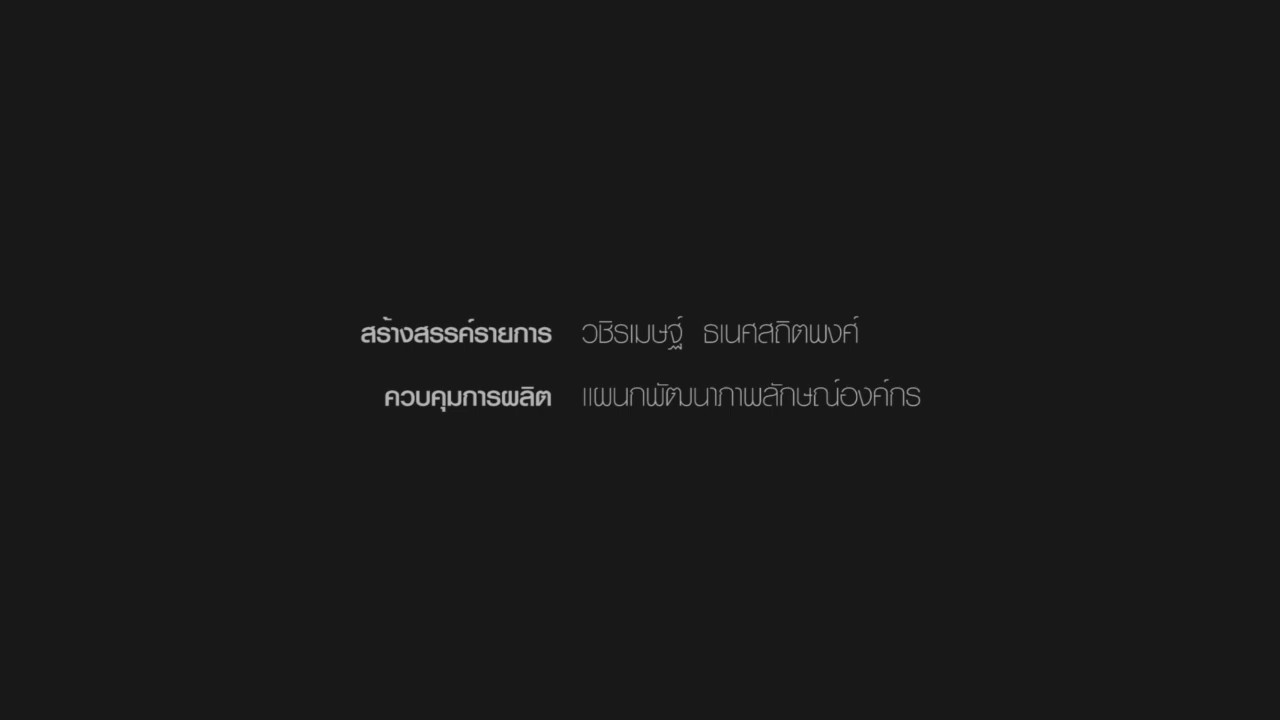 สร้างสรรค์รายการ วชิรเมษฐ์ ธเนศสถิตพงศ์
ควบคุมการผลิต แผนกพัฒนาภาพลักษณ์องค์กร